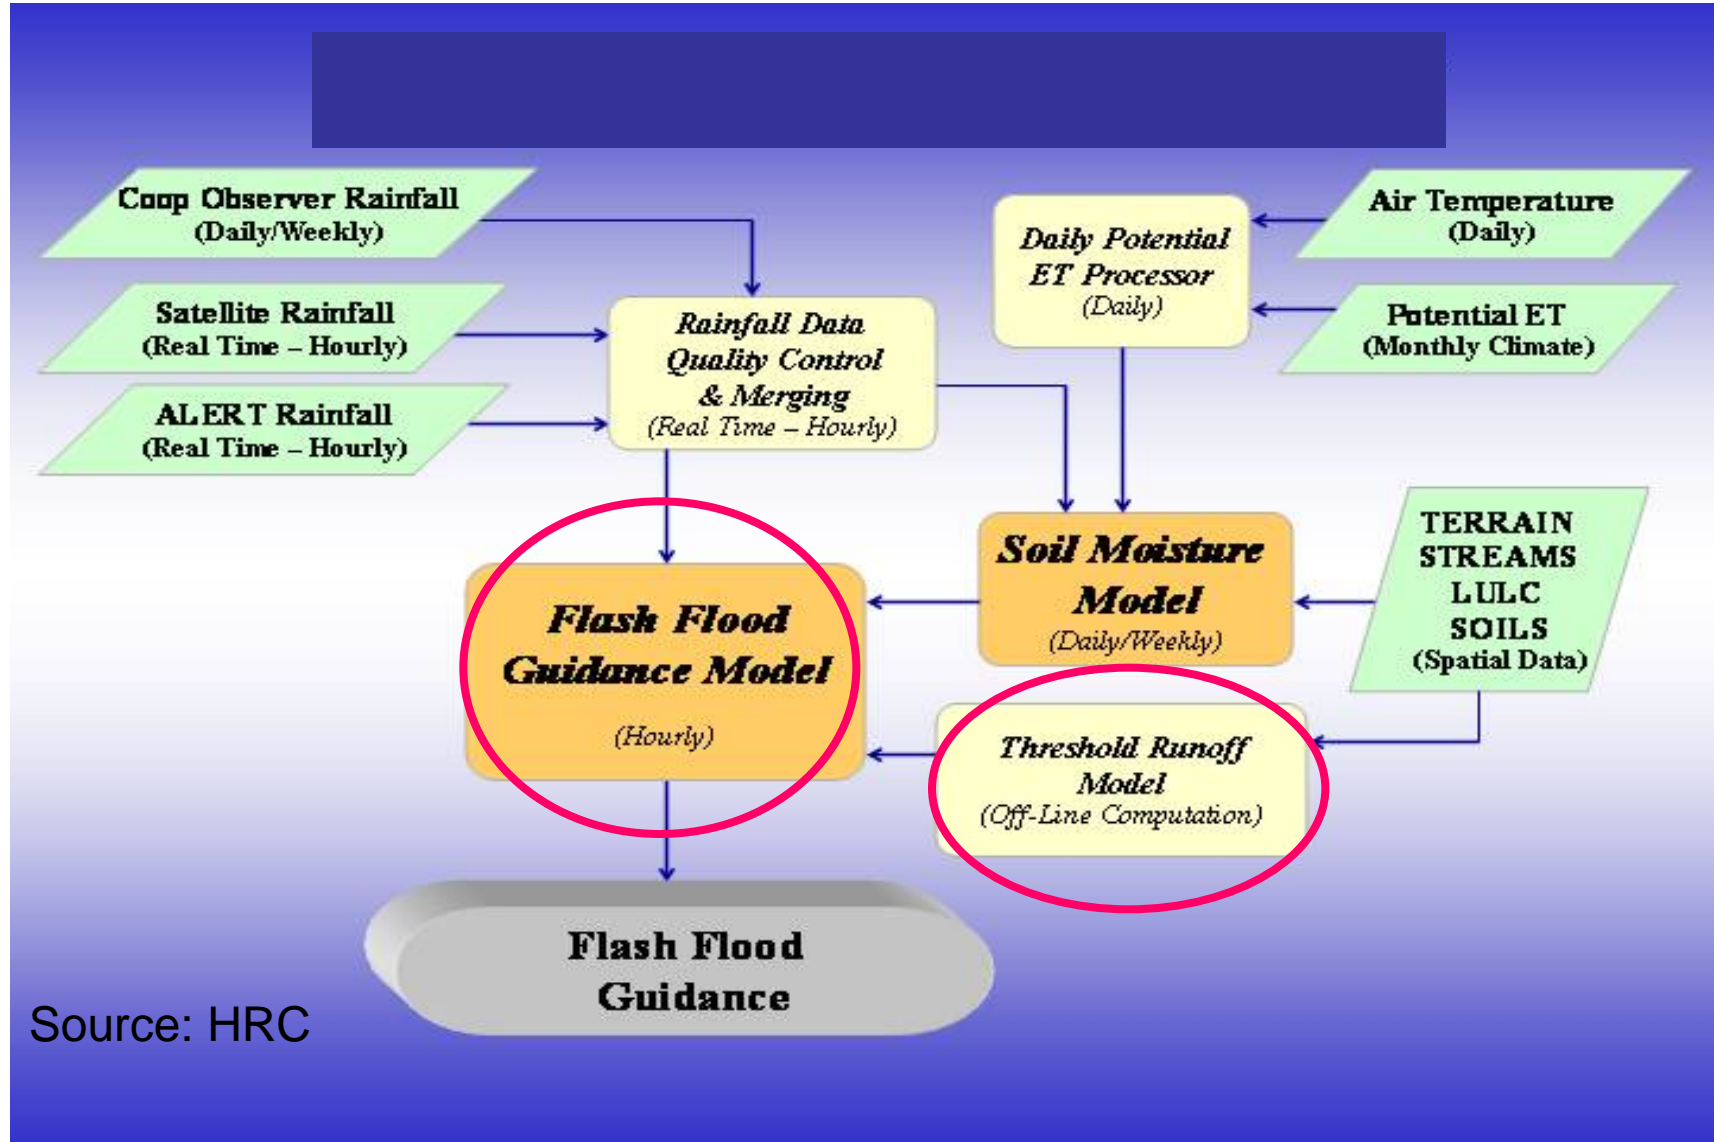 Coop Observer Rainfall
(Daily/Weekly)
Satellite Rainfall
(Real Time – Hourly)
ALERT Rainfall
(Real Time – Hourly)
Rainfall Data
Quality Control
& Merging
(Real Time – Hourly)
Daily Potential
ET Processor
(Daily)
Air Temperature
(Daily)
Potential ET
(Monthly Climate)
Flash Flood
Guidance Model
(Hourly)
Soil Moisture
Model
(Daily/Weekly)
TERRAIN
STREAMS
LULC
SOILS
(Spatial Data)
Threshold Runoff
Model
(Off-Line Computation)
Flash Flood
Guidance
Source: HRC